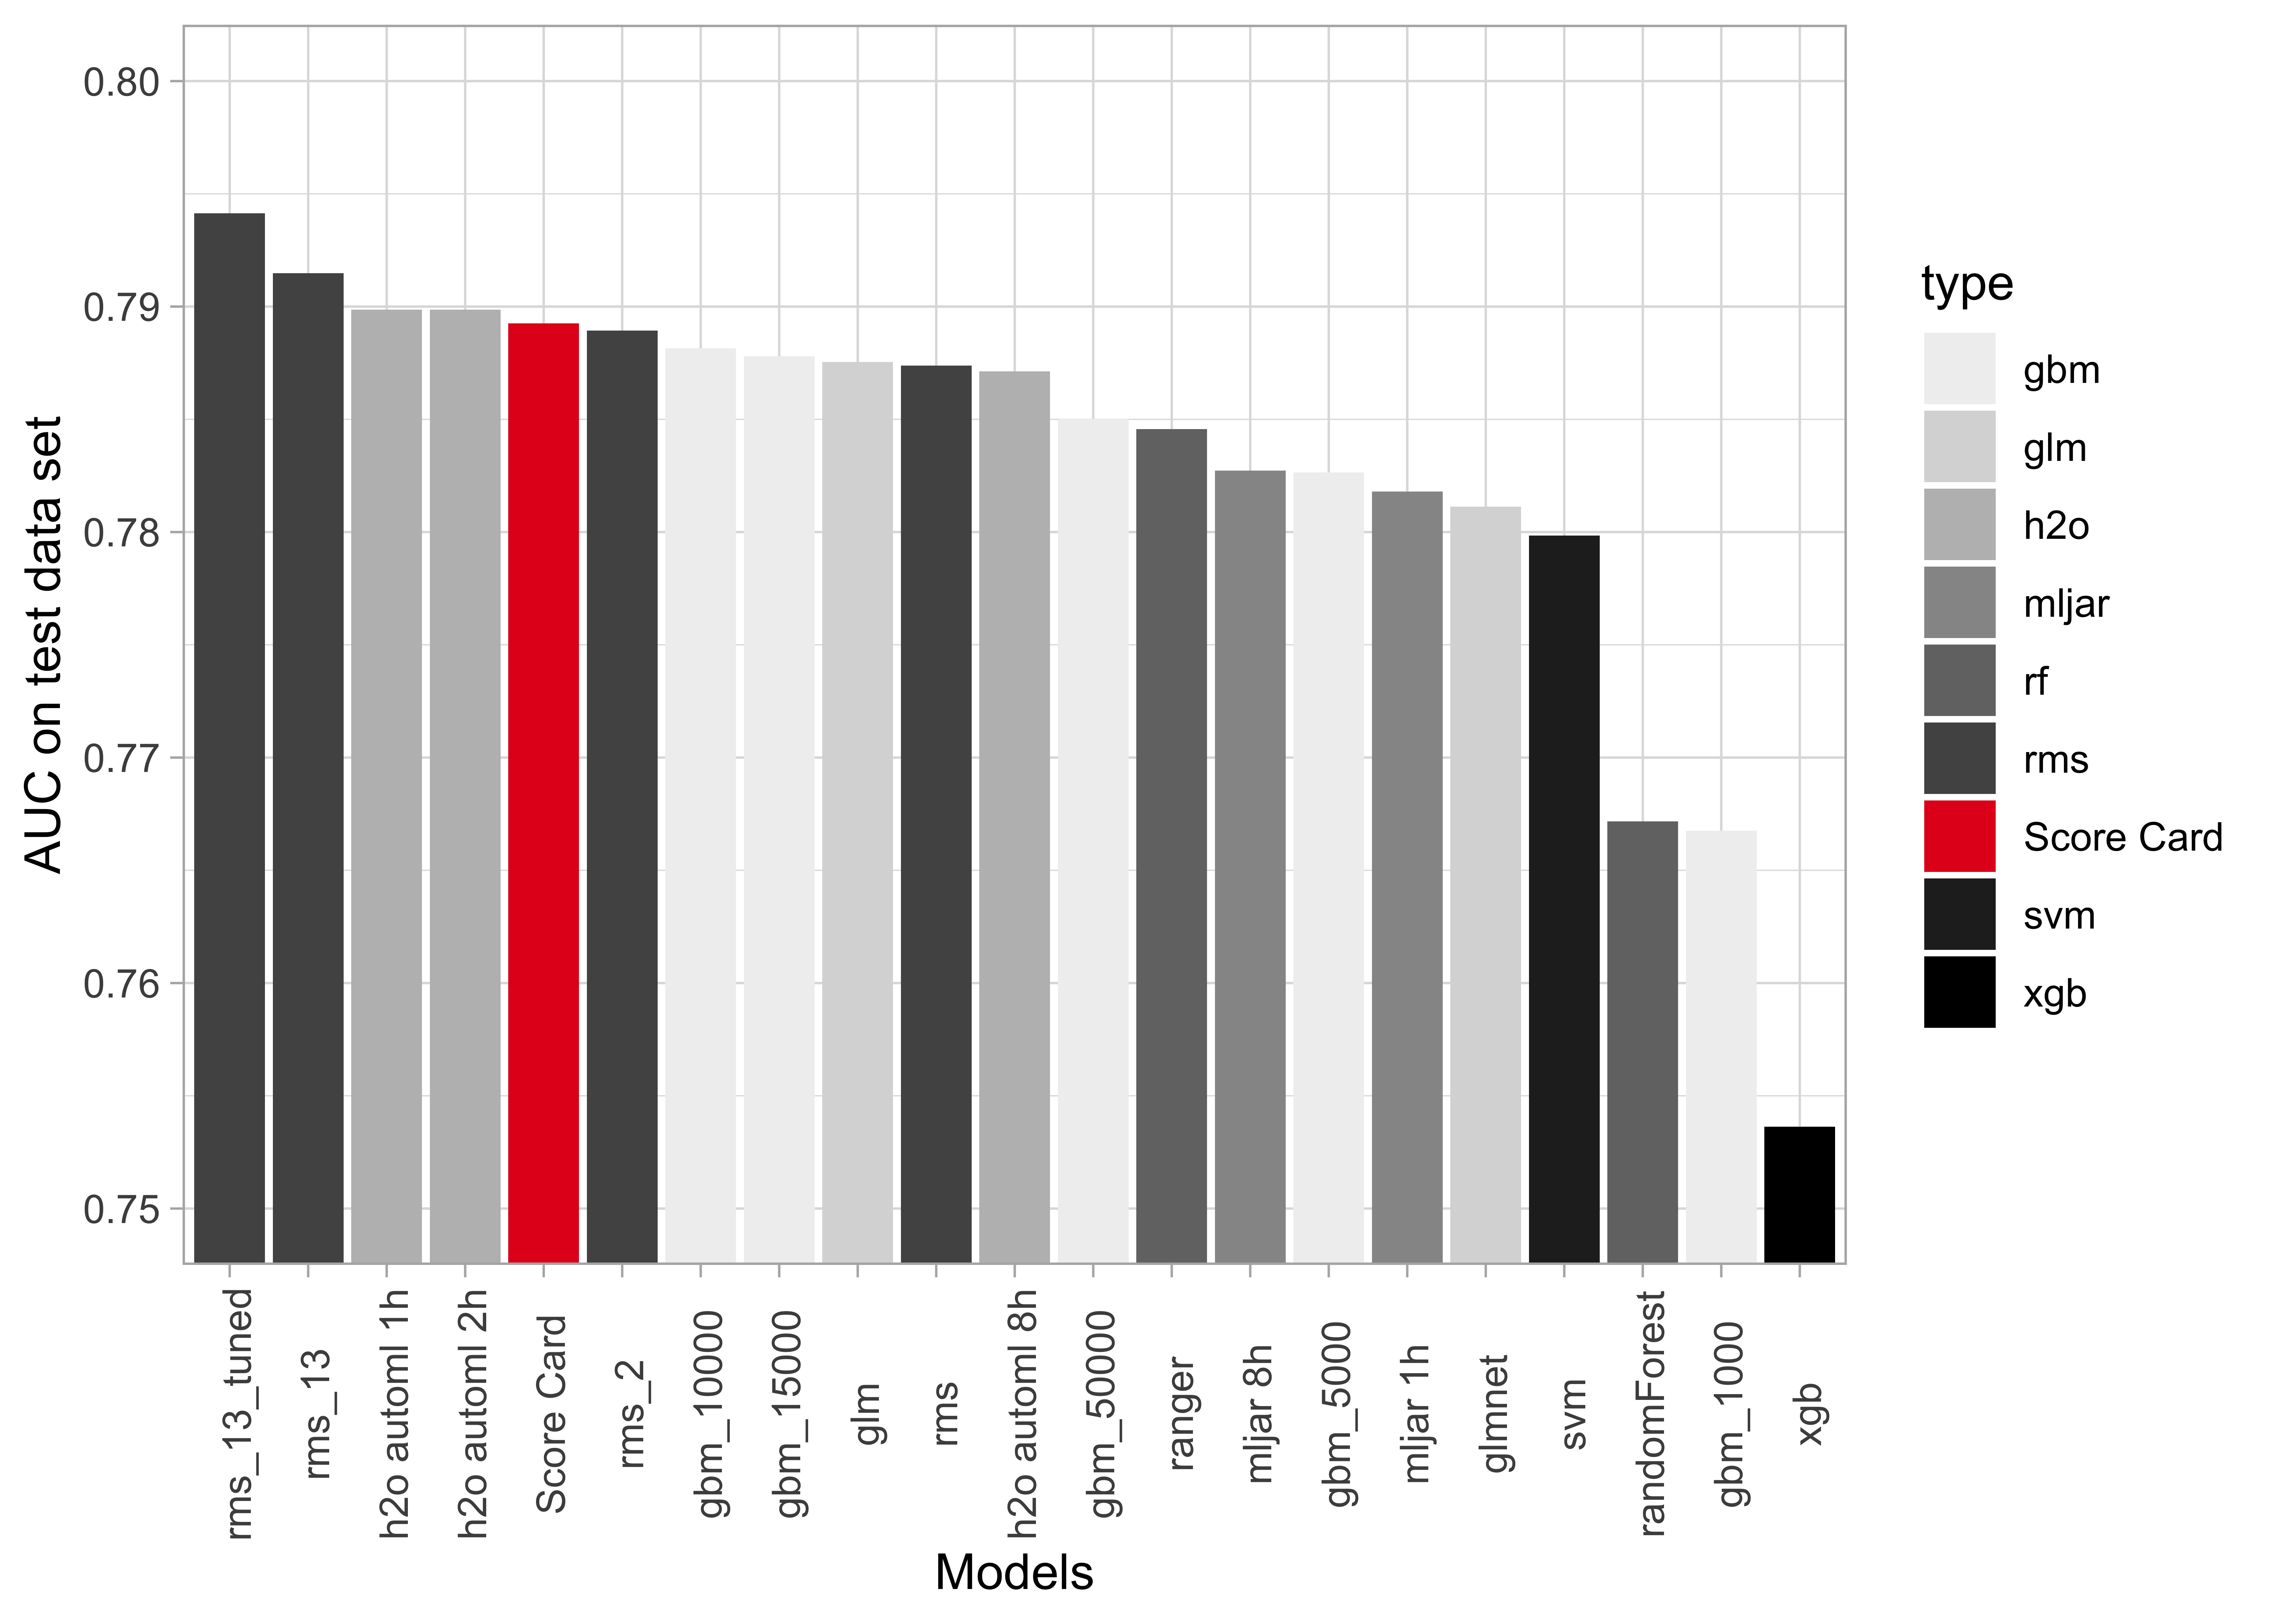 0.80
0.79
0.78
0.77
0.76
0.75
AUC on test data set
rms_13_tuned
rms_13
h2o automl 1h
h2o automl 2h
Score Card
rms_2
gbm_10000
gbm_15000
glm
rms
h2o automl 8h
gbm_50000
ranger
mljar 8h
gbm_5000
mljar 1h
glmnet
svm
randomForest
gbm_1000
xgb
Models
type
gbm
glm
h2o
mljar
rf
rms
Score Card
svm
xgb